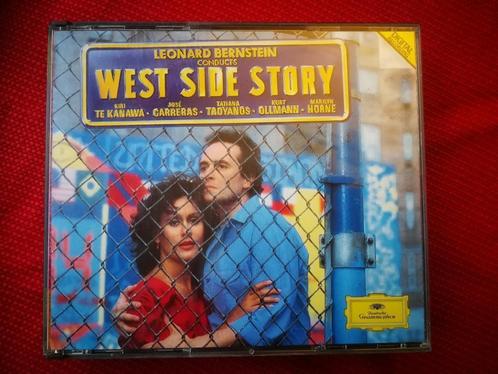 LEONARD BERNSTEIN
CONDUCTS
WEST SIDE STORY
KIRI JOSÉ TATIANA KURT MARILYN
TE KANAWA · CARRERAS · TROYANOS · OLLMANN · HORNE
DIGITAL
Deutsche
Grammophon